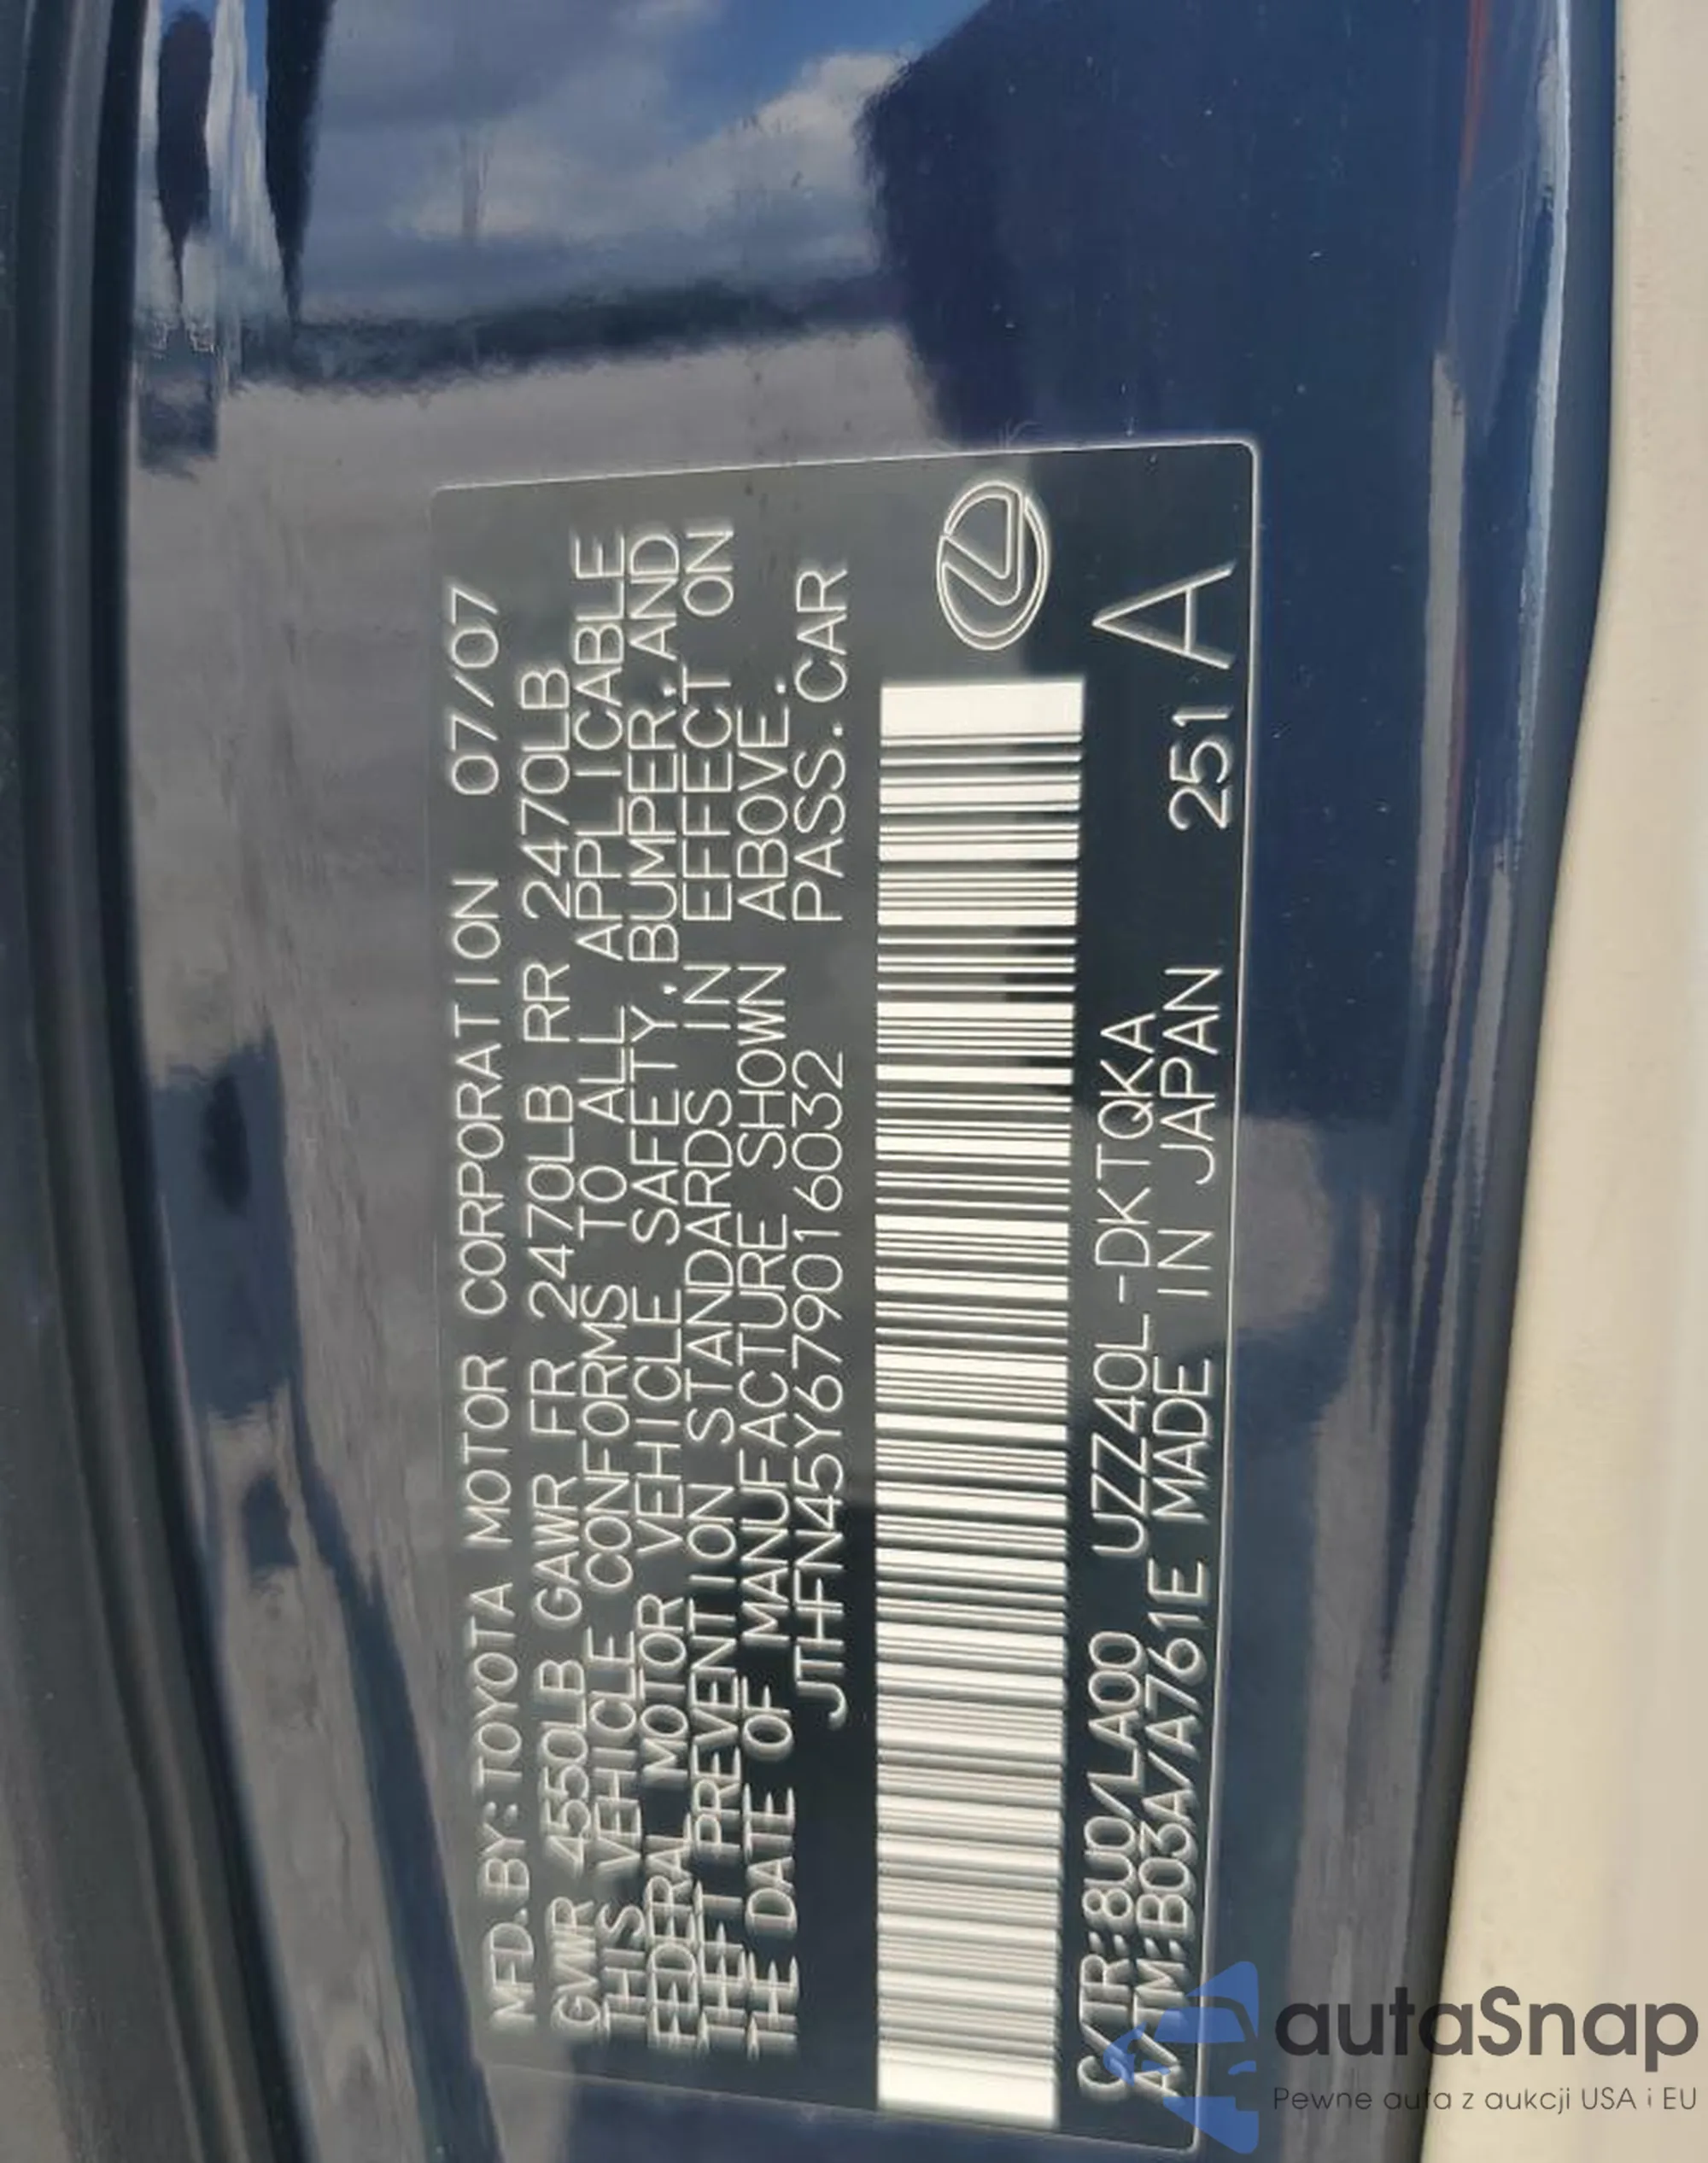 MFD.BY:TOYOTA MOTOR CORPORATION 07/07
GVWR 4550LB GAWR FR 2470LB RR 2470LB
THIS VEHICLE CONFORMS TO ALL APPLICABLE
FEDERAL MOTOR VEHICLE SAFETY,BUMPER,AND
THEFT PREVENTION STANDARDS IN EFFECT ON
THE DATE OF MANUFACTURE SHOWN ABOVE.
JTHFN45Y679016032 PASS.CAR
C/TR:8U0/LA00 UZZ40L-DKTQKA
A/TM:B03A/A761E MADE IN JAPAN 251 A
autaSnap
Pewne auta z aukcji USA i EU